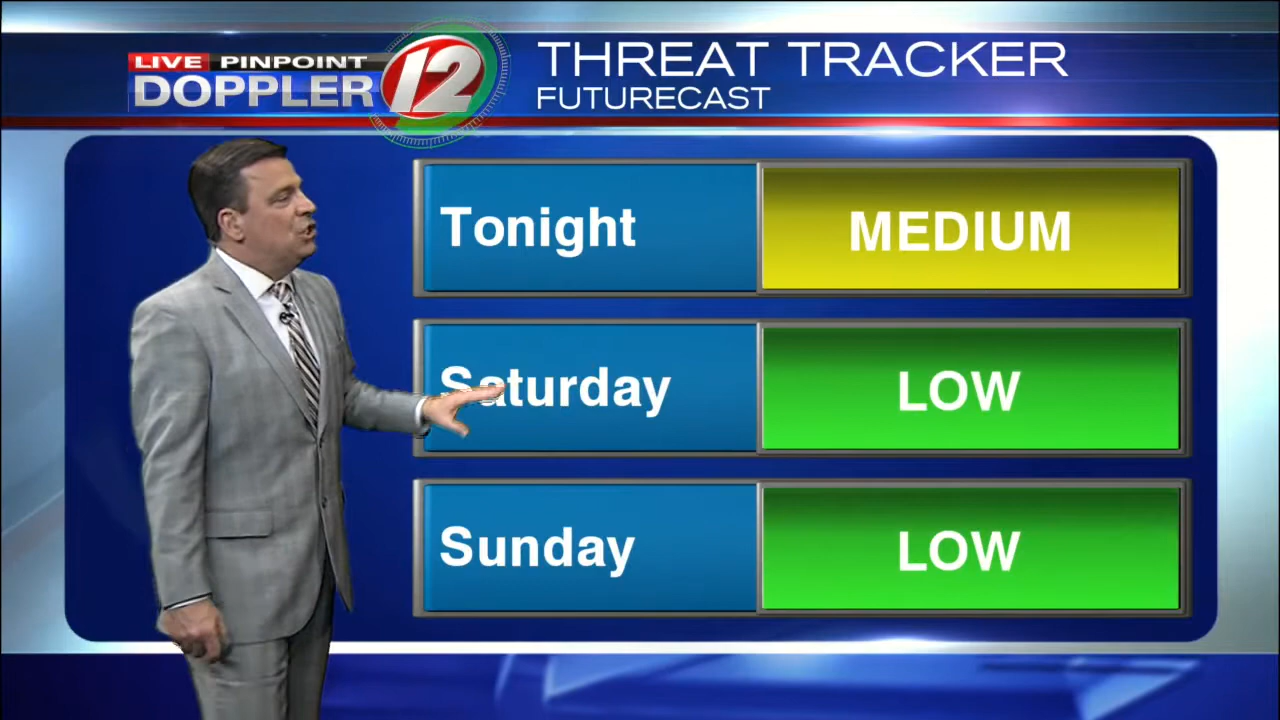 LIVE PINPOINT
DOPPLER 12
THREAT TRACKER
FUTURECAST
Tonight MEDIUM
Saturday LOW
Sunday LOW